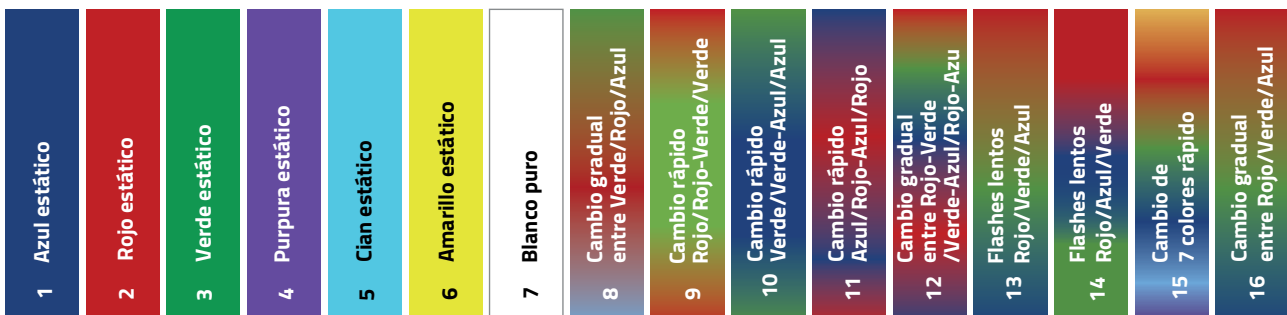 1 Azul estático
2 Rojo estático
3 Verde estático
4 Purpura estático
5 Cian estático
6 Amarillo estático
7 Blanco puro
8 Cambio gradual
entre Verde/Rojo/Azul
9 Cambio rápido
Rojo/Rojo-Verde/Verde
10 Cambio rápido
Verde/Verde-Azul/Azul
11 Cambio rápido
Azul/Rojo-Azul/Rojo
12 Cambio gradual
entre Rojo-Verde
/Verde-Azul/Rojo-Azu
13 Flashes lentos
Rojo/Verde/Azul
14 Flashes lentos
Rojo/Azul/Verde
15 Cambio de
7 colores rápido
16 Cambio gradual
entre Rojo/Verde/Azul